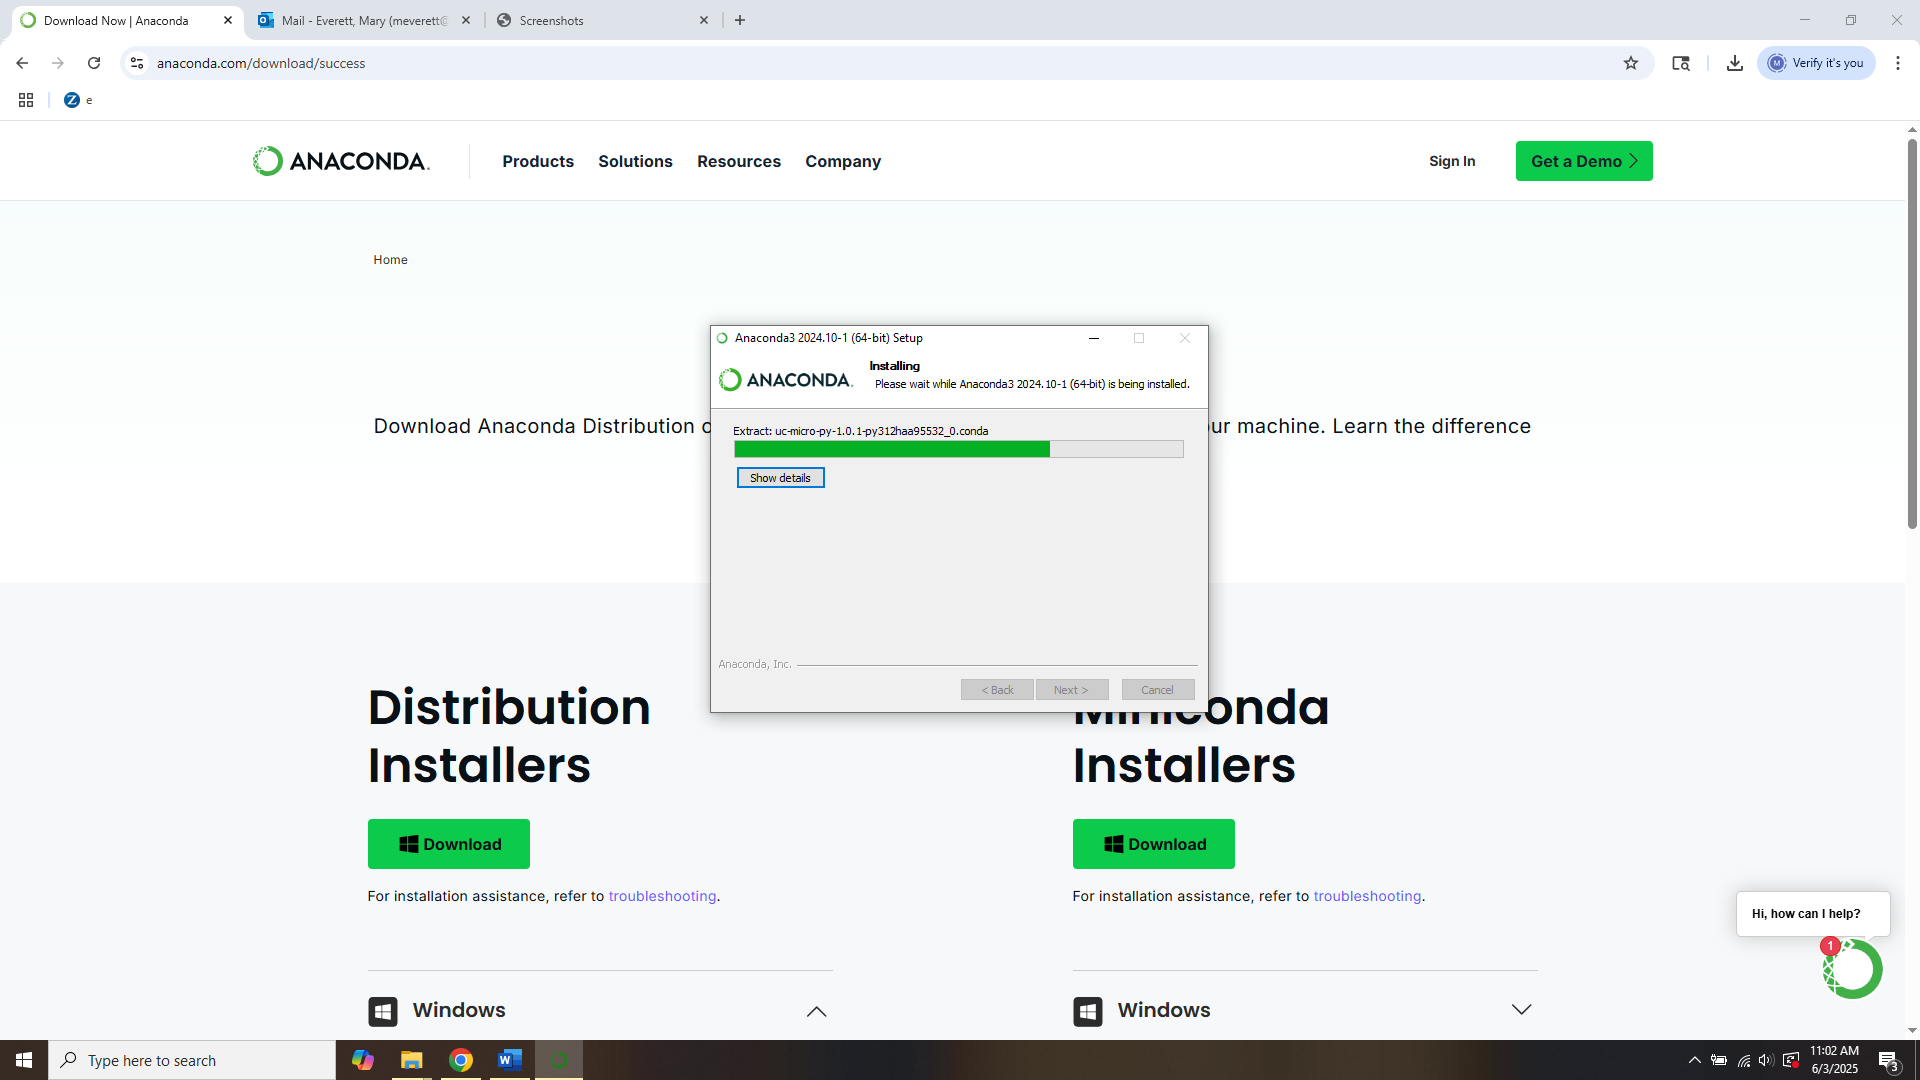 Download Now | Anaconda
Mail - Everett, Mary (meverett@
Screenshots
anaconda.com/download/success
M
Verify it's you
Z
e
ANACONDA.
Products
Solutions
Resources
Company
Sign In
Get a Demo
Home
Download Anaconda Distribution
ur machine. Learn the difference
Anaconda3 2024.10-1 (64-bit) Setup
ANACONDA.
Installing
Please wait while Anaconda3 2024.10-1 (64-bit) is being installed.
Extract: uc-micro-py-1.0.1-py312haa95532_0.conda
Show details
Anaconda, Inc.
< Back
Next >
Cancel
Distribution
Installers
Miniconda
Installers
Download
Download
For installation assistance, refer to troubleshooting.
For installation assistance, refer to troubleshooting.
Hi, how can I help?
1
Windows
Windows
Type here to search
11:02 AM
6/3/2025
3